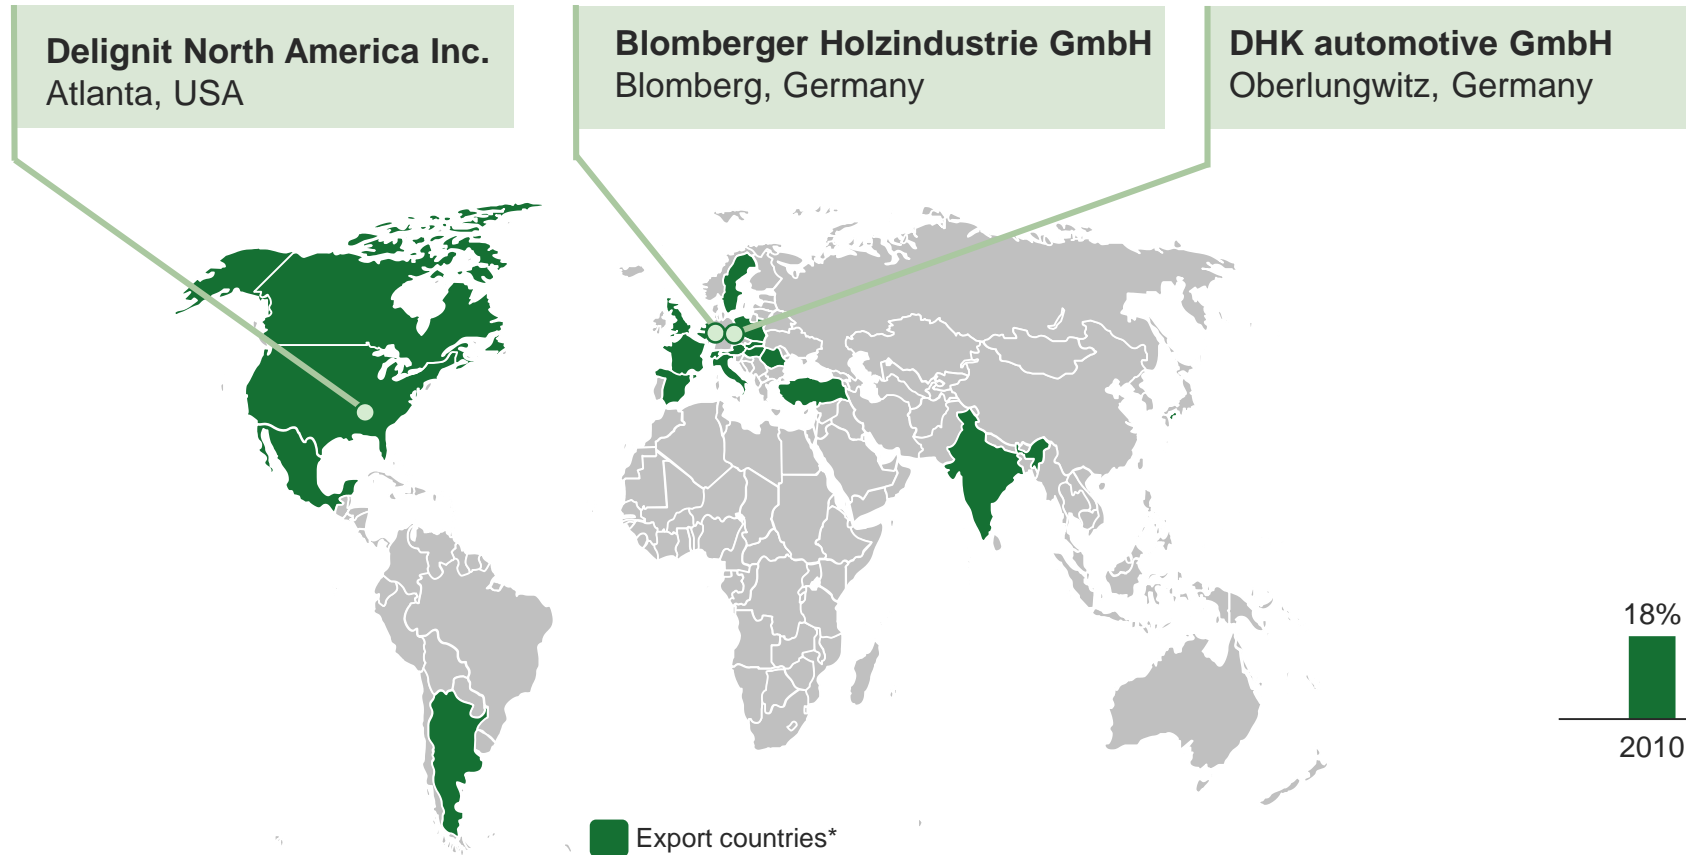 Delignit North America Inc.
Atlanta, USA
Blomberger Holzindustrie GmbH
Blomberg, Germany
DHK automotive GmbH
Oberlungwitz, Germany
18%
2010
Export countries*